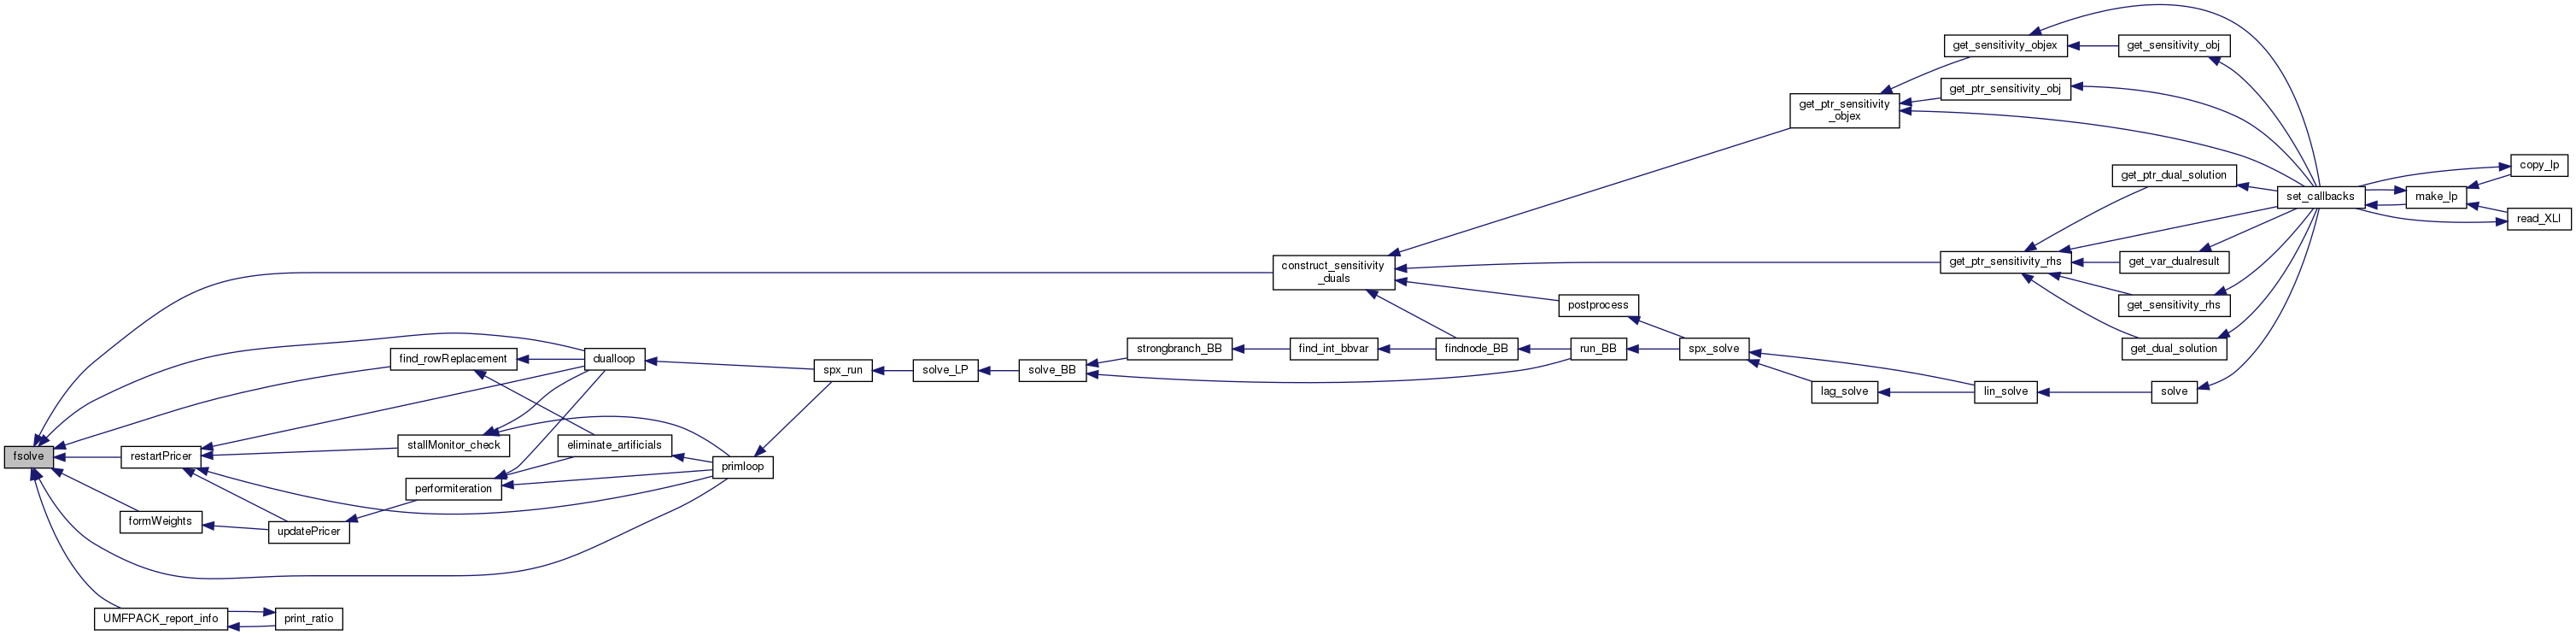 get_sensitivity_objex
get_sensitivity_obj
get_ptr_sensitivity_obj
get_ptr_sensitivity
_objex
copy_lp
get_ptr_dual_solution
set_callbacks
make_lp
read_XLI
construct_sensitivity
_duals
get_ptr_sensitivity_rhs
get_var_dualresult
postprocess
get_sensitivity_rhs
find_rowReplacement
dualloop
strongbranch_BB
find_int_bbvar
findnode_BB
run_BB
spx_solve
get_dual_solution
spx_run
solve_LP
solve_BB
lag_solve
lin_solve
solve
stallMonitor_check
eliminate_artificials
fsolve
restartPricer
primloop
performiteration
formWeights
updatePricer
UMFPACK_report_info
print_ratio